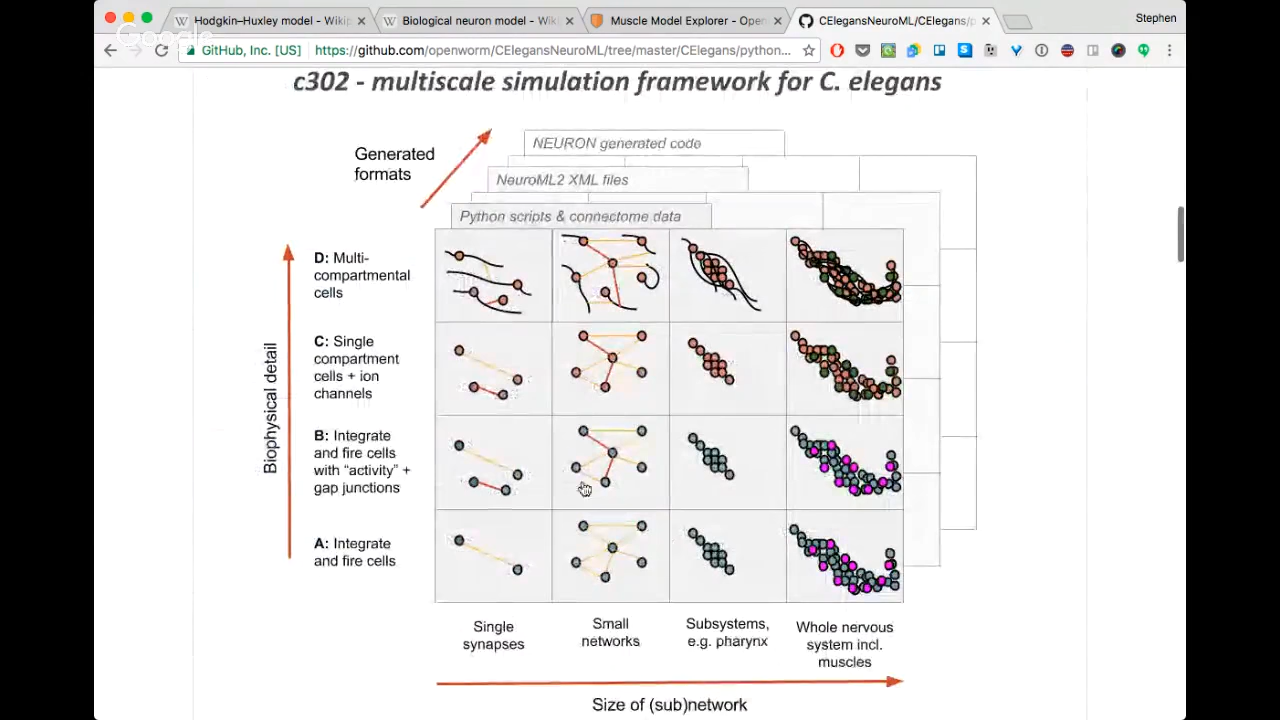 Hodgkin–Huxley model - Wikip
Biological neuron model - Wiki
Muscle Model Explorer - Open
CElegansNeuroML/CElegans/p
Stephen
Google
GitHub, Inc. [US]
https://github.com/openworm/CElegansNeuroML/tree/master/CElegans/python...
c302 - multiscale simulation framework for C. elegans
Generated
formats
NEURON generated code
NeuroML2 XML files
Python scripts & connectome data
Biophysical detail
D: Multi-
compartmental
cells
C: Single
compartment
cells + ion
channels
B: Integrate
and fire cells
with “activity” +
gap junctions
A: Integrate
and fire cells
Single
synapses
Small
networks
Subsystems,
e.g. pharynx
Whole nervous
system incl.
muscles
Size of (sub)network